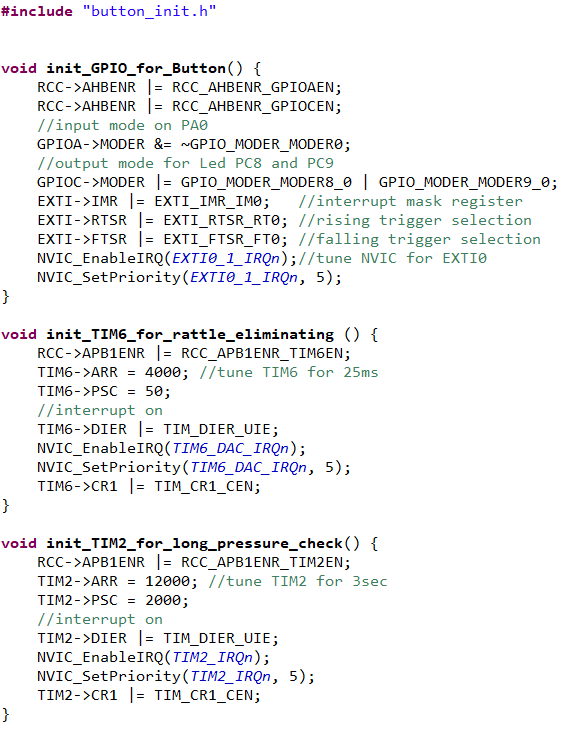 #include "button_init.h"
void init_GPIO_for_Button() {
RCC->AHBENR |= RCC_AHBENR_GPIOAEN;
RCC->AHBENR |= RCC_AHBENR_GPIOCEN;
//input mode on PA0
GPIOA->MODER &= ~GPIO_MODER_MODER0;
//output mode for Led PC8 and PC9
GPIOC->MODER |= GPIO_MODER_MODER8_0 | GPIO_MODER_MODER9_0;
EXTI->IMR |= EXTI_IMR_IM0;   //interrupt mask register
EXTI->RTSR |= EXTI_RTSR_RT0; //rising trigger selection
EXTI->FTSR |= EXTI_FTSR_FT0; //falling trigger selection
NVIC_EnableIRQ(EXTI0_1_IRQn);//tune NVIC for EXTI0
NVIC_SetPriority(EXTI0_1_IRQn, 5);
}
void init_TIM6_for_rattle_eliminating () {
RCC->APB1ENR |= RCC_APB1ENR_TIM6EN;
TIM6->ARR = 4000; //tune TIM6 for 25ms
TIM6->PSC = 50;
//interrupt on
TIM6->DIER |= TIM_DIER_UIE;
NVIC_EnableIRQ(TIM6_DAC_IRQn);
NVIC_SetPriority(TIM6_DAC_IRQn, 5);
TIM6->CR1 |= TIM_CR1_CEN;
}
void init_TIM2_for_long_pressure_check() {
RCC->APB1ENR |= RCC_APB1ENR_TIM2EN;
TIM2->ARR = 12000; //tune TIM2 for 3sec
TIM2->PSC = 2000;
//interrupt on
TIM2->DIER |= TIM_DIER_UIE;
NVIC_EnableIRQ(TIM2_IRQn);
NVIC_SetPriority(TIM2_IRQn, 5);
TIM2->CR1 |= TIM_CR1_CEN;
}